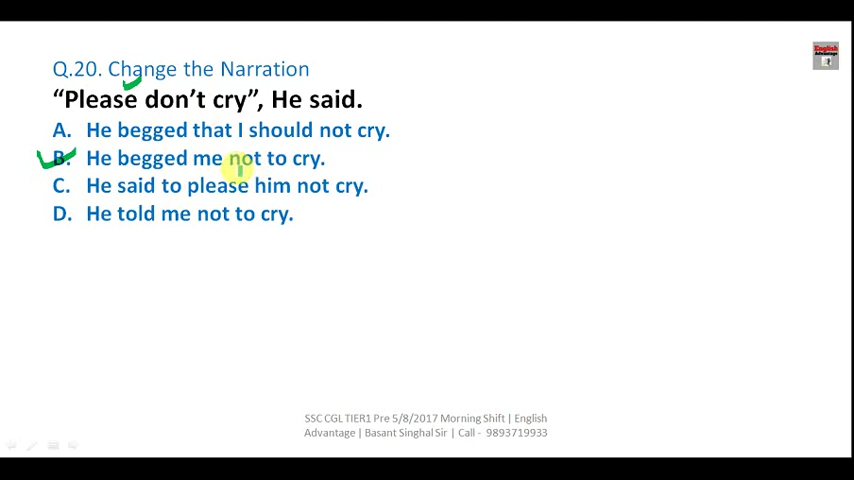 Q.20. Change the Narration
“Please don’t cry”, He said.
A. He begged that I should not cry.
B. He begged me not to cry.
C. He said to please him not cry.
D. He told me not to cry.
English
Advantage
SSC CGL TIER1 Pre 5/8/2017 Morning Shift | English
Advantage | Basant Singhal Sir | Call - 9893719933